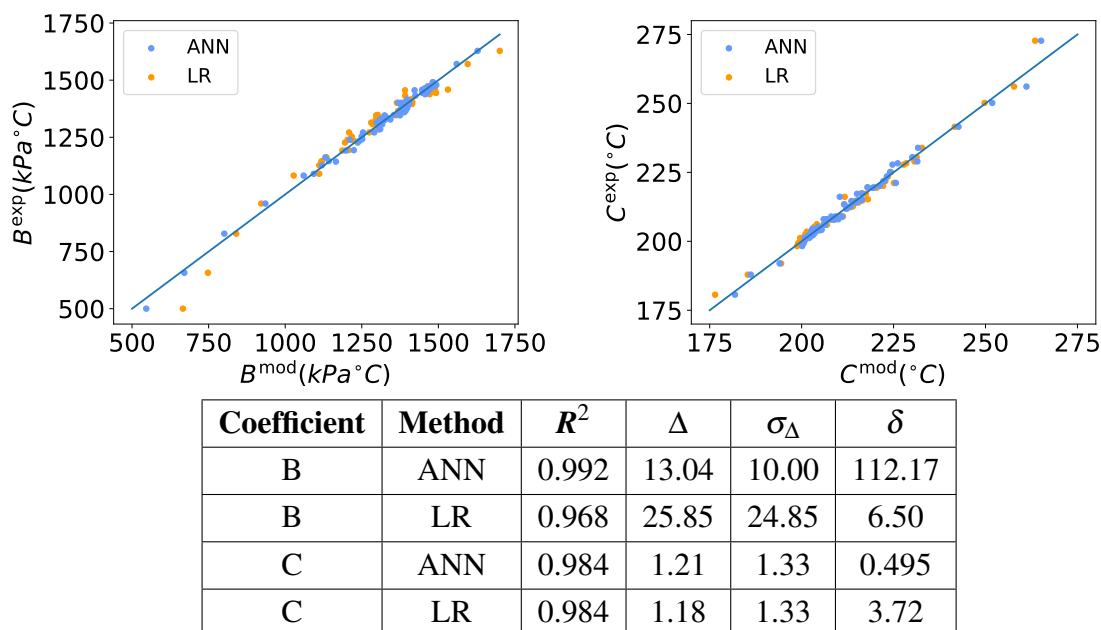 1750
1500
1250
1000
750
500
B^exp(kPa°C)
ANN
LR
500 750 1000 1250 1500 1750
B^mod(kPa°C)
275
250
225
200
175
C^exp(°C)
ANN
LR
175 200 225 250 275
C^mod(°C)
Coefficient Method R² Δ σ_Δ δ
B ANN 0.992 13.04 10.00 112.17
B LR 0.968 25.85 24.85 6.50
C ANN 0.984 1.21 1.33 0.495
C LR 0.984 1.18 1.33 3.72